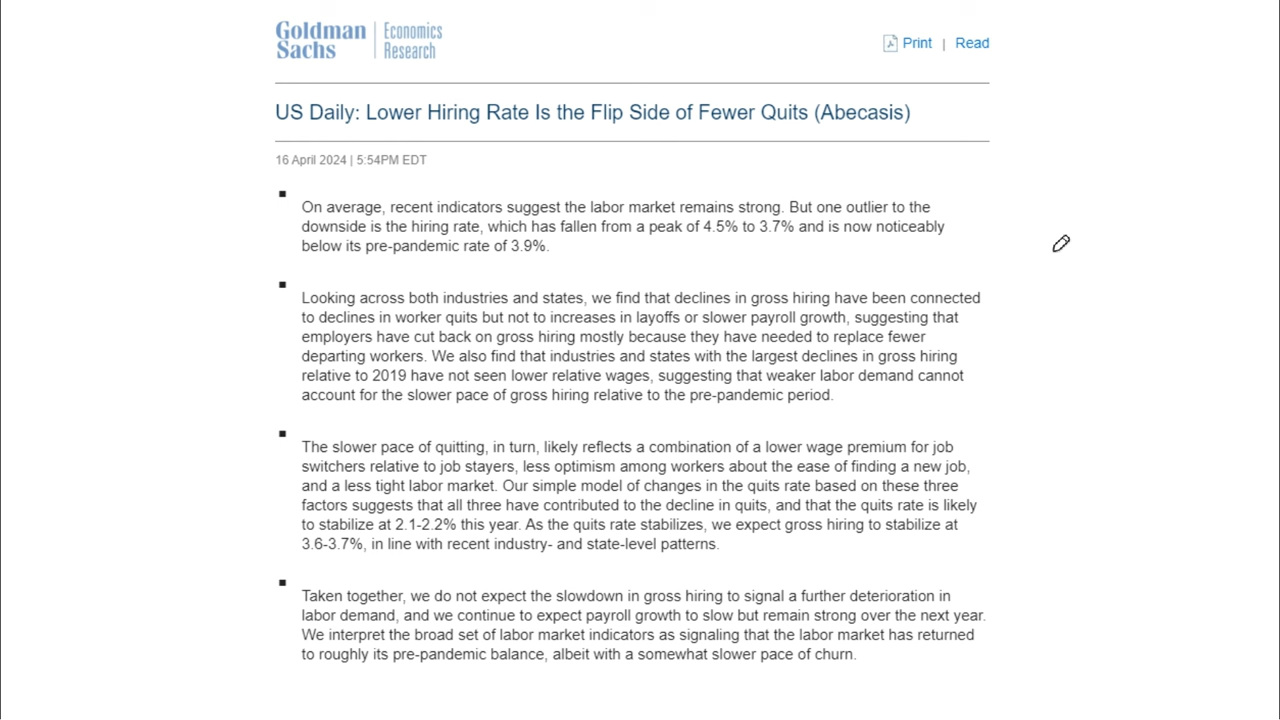 Goldman Sachs
Economics Research
Print | Read
US Daily: Lower Hiring Rate Is the Flip Side of Fewer Quits (Abecasis)
16 April 2024 | 5:54PM EDT
On average, recent indicators suggest the labor market remains strong. But one outlier to the
downside is the hiring rate, which has fallen from a peak of 4.5% to 3.7% and is now noticeably
below its pre-pandemic rate of 3.9%.
Looking across both industries and states, we find that declines in gross hiring have been connected
to declines in worker quits but not to increases in layoffs or slower payroll growth, suggesting that
employers have cut back on gross hiring mostly because they have needed to replace fewer
departing workers. We also find that industries and states with the largest declines in gross hiring
relative to 2019 have not seen lower relative wages, suggesting that weaker labor demand cannot
account for the slower pace of gross hiring relative to the pre-pandemic period.
The slower pace of quitting, in turn, likely reflects a combination of a lower wage premium for job
switchers relative to job stayers, less optimism among workers about the ease of finding a new job,
and a less tight labor market. Our simple model of changes in the quits rate based on these three
factors suggests that all three have contributed to the decline in quits, and that the quits rate is likely
to stabilize at 2.1-2.2% this year. As the quits rate stabilizes, we expect gross hiring to stabilize at
3.6-3.7%, in line with recent industry- and state-level patterns.
Taken together, we do not expect the slowdown in gross hiring to signal a further deterioration in
labor demand, and we continue to expect payroll growth to slow but remain strong over the next year.
We interpret the broad set of labor market indicators as signaling that the labor market has returned
to roughly its pre-pandemic balance, albeit with a somewhat slower pace of churn.